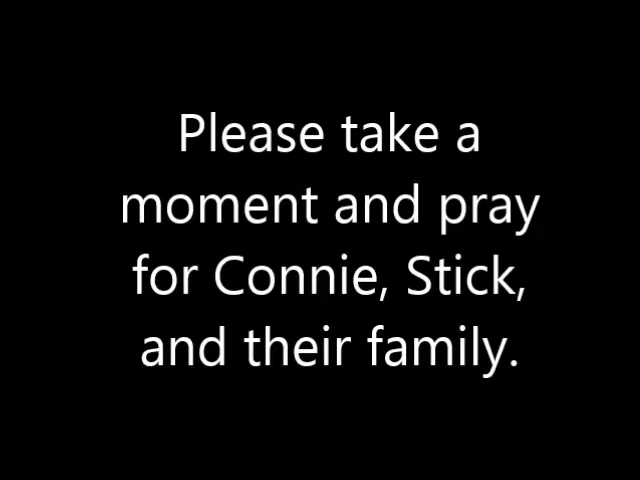 Please take a
moment and pray
for Connie, Stick,
and their family.